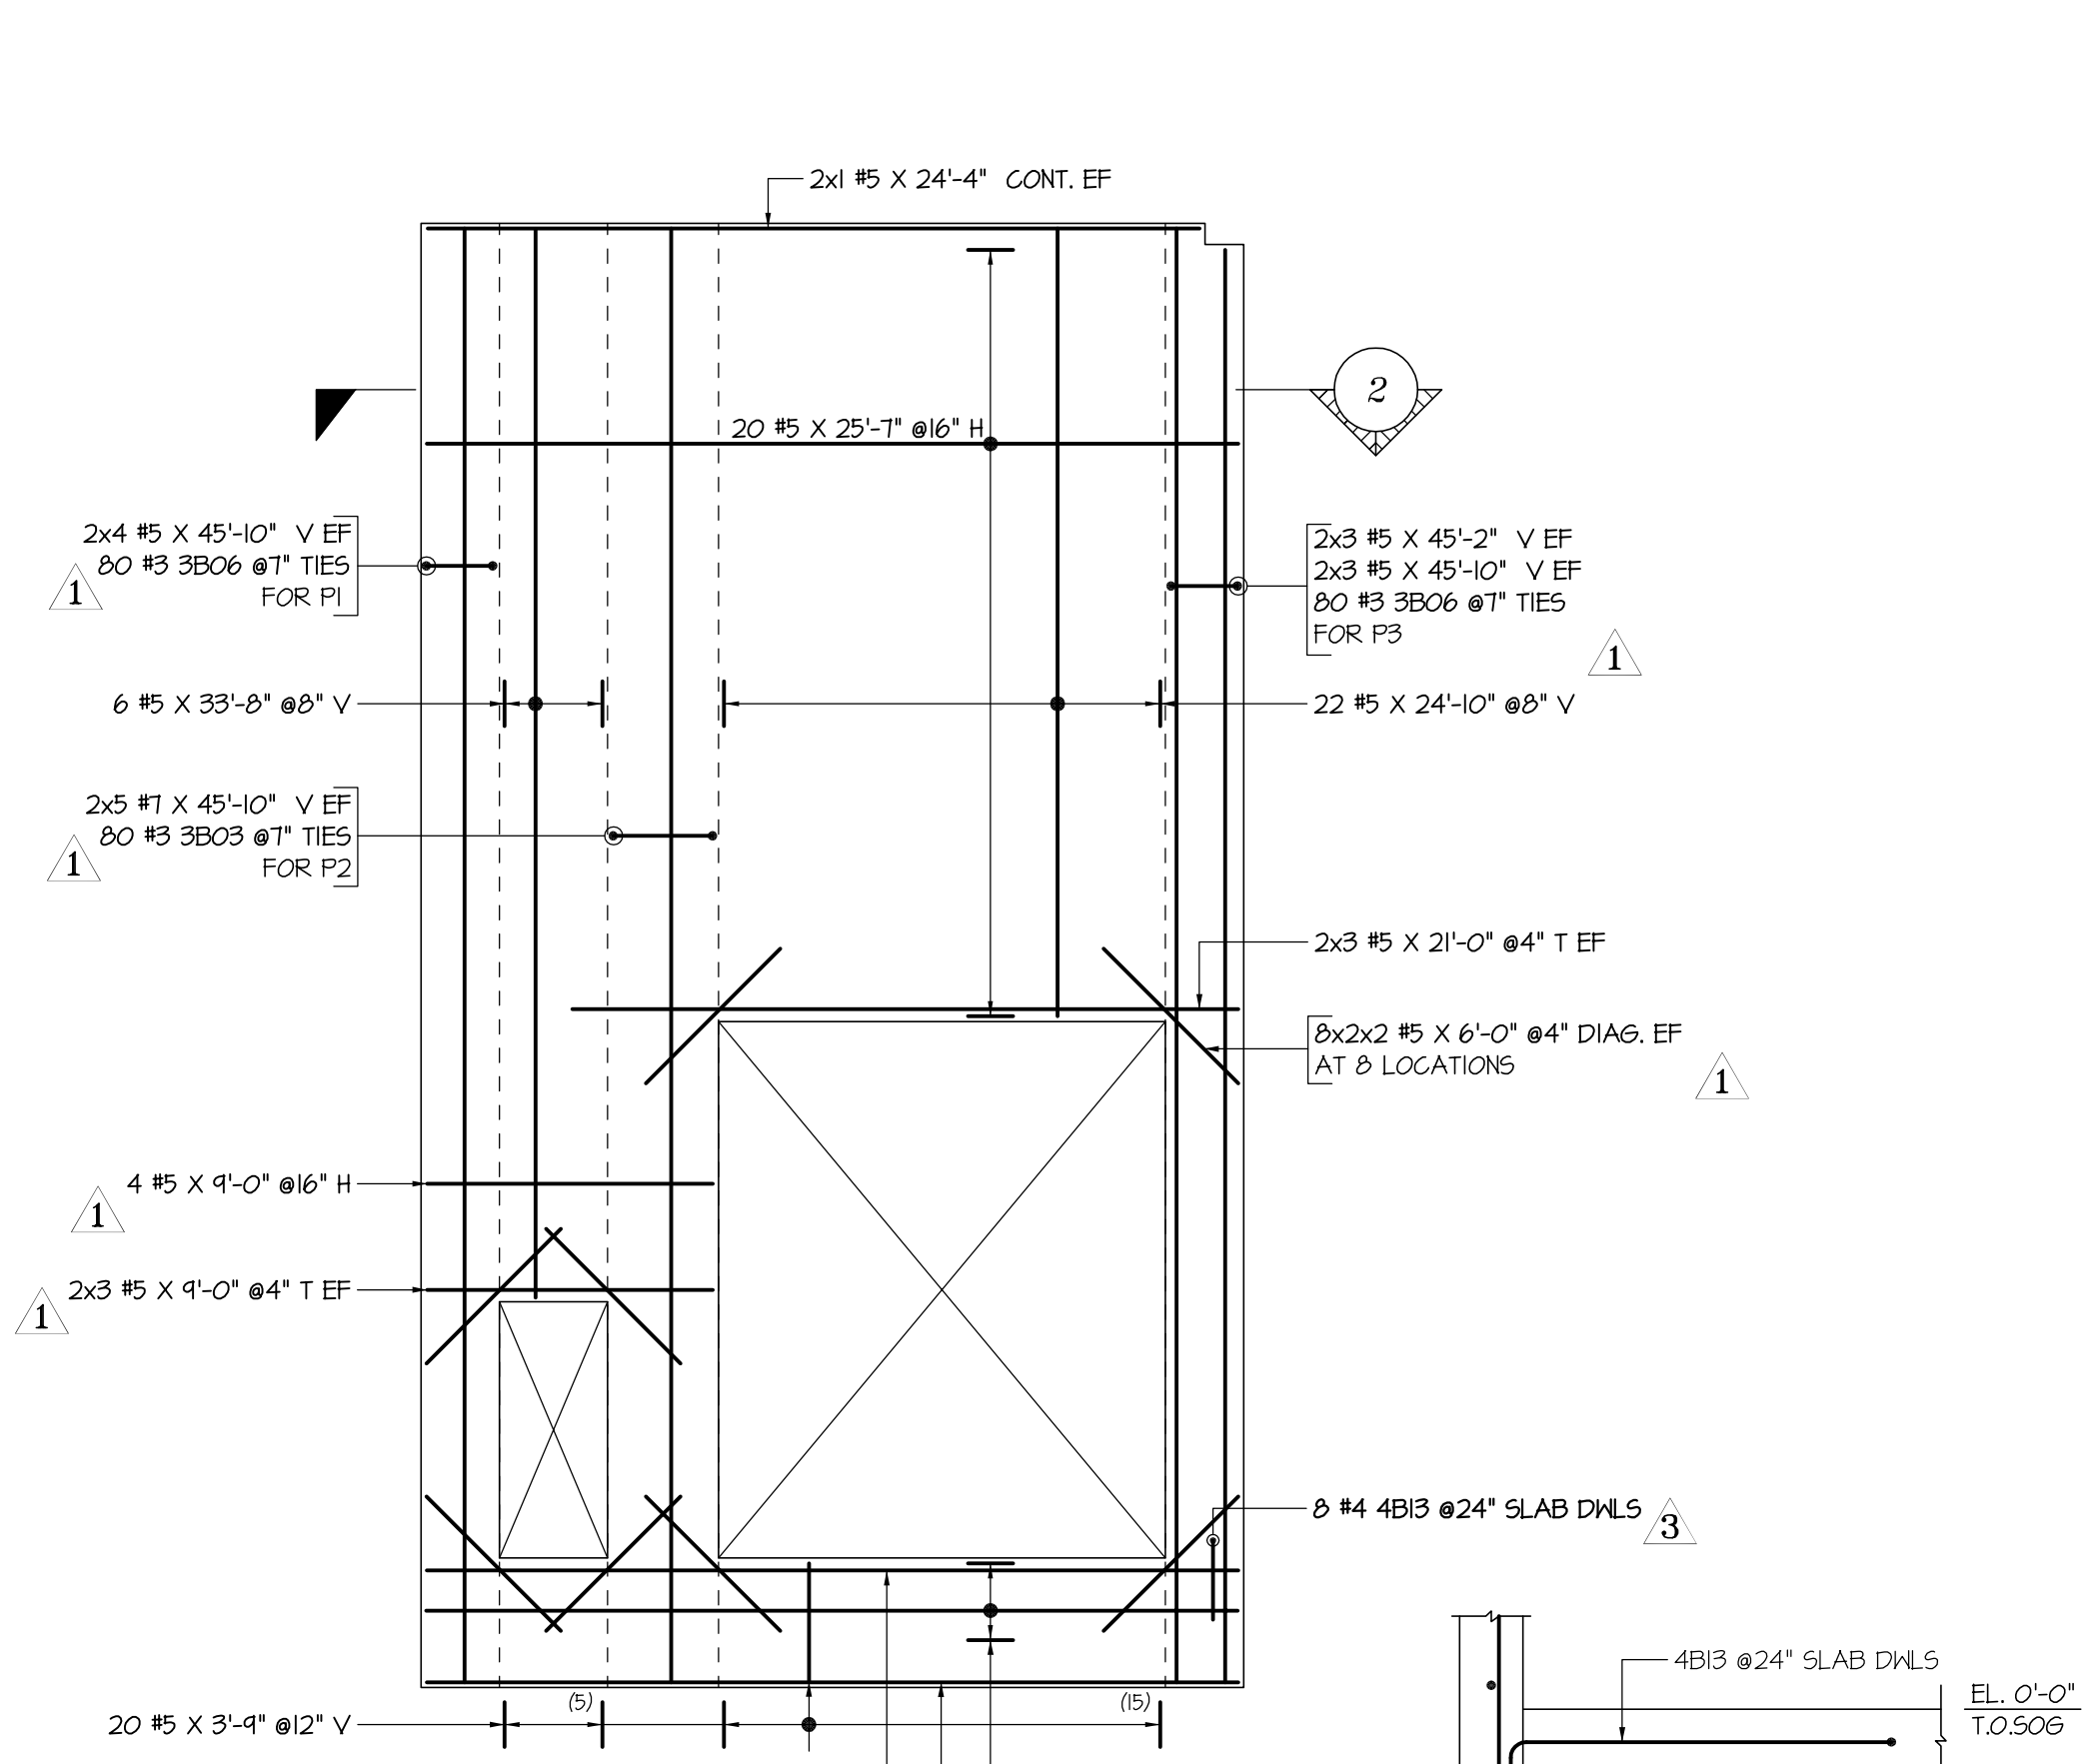 2x1 #5 X 24'-4" CONT. EF
2
20 #5 X 25'-7" @16" H
2x4 #5 X 45'-10" V EF
80 #3 3B06 @7" TIES
FOR P1
1
2x3 #5 X 45'-2" V EF
2x3 #5 X 45'-10" V EF
80 #3 3B06 @7" TIES
FOR P3
1
6 #5 X 33'-8" @8" V
22 #5 X 24'-10" @8" V
2x5 #7 X 45'-10" V EF
80 #3 3B03 @7" TIES
FOR P2
1
2x3 #5 X 21'-0" @4" T EF
8x2x2 #5 X 6'-0" @4" DIAG. EF
AT 8 LOCATIONS
1
4 #5 X 9'-0" @16" H
1
2x3 #5 X 9'-0" @4" T EF
1
8 #4 4B13 @24" SLAB DWLS
3
4B13 @24" SLAB DWLS
EL. 0'-0"
T.O.SOG
(5)
(15)
20 #5 X 3'-9" @12" V